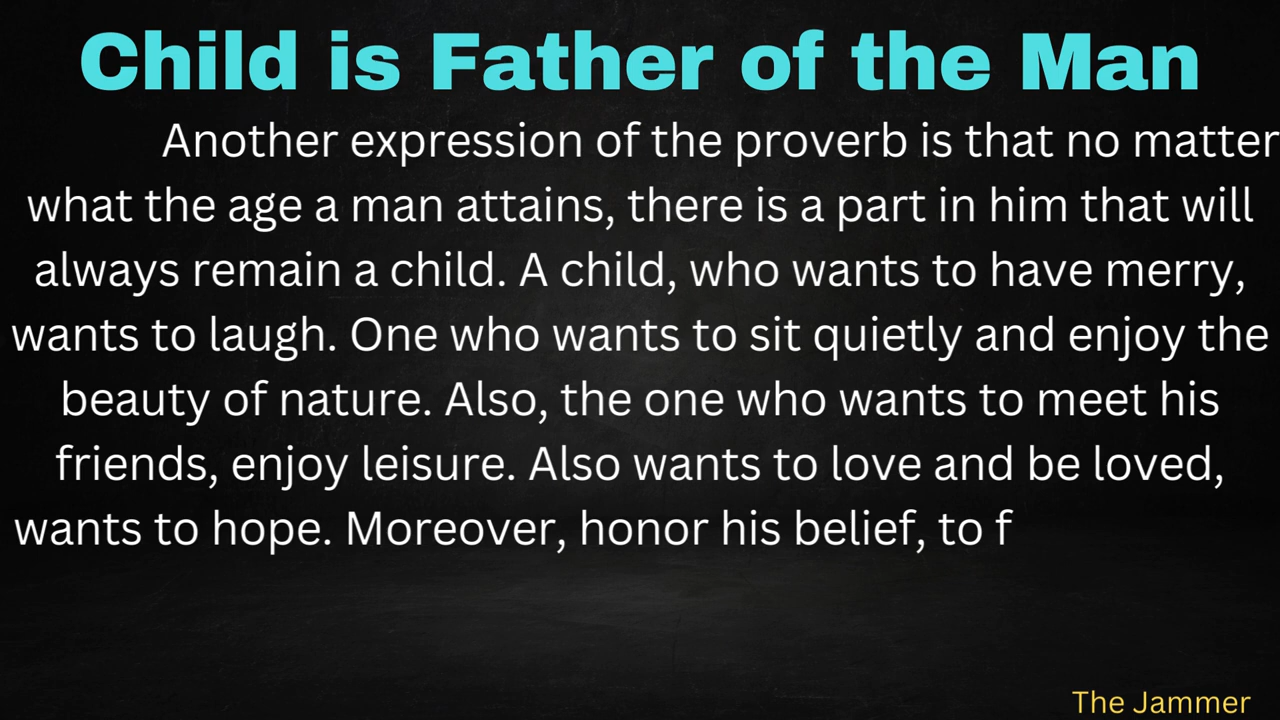 Child is Father of the Man
Another expression of the proverb is that no matter
what the age a man attains, there is a part in him that will
always remain a child. A child, who wants to have merry,
wants to laugh. One who wants to sit quietly and enjoy the
beauty of nature. Also, the one who wants to meet his
friends, enjoy leisure. Also wants to love and be loved,
wants to hope. Moreover, honor his belief, to f
The Jammer